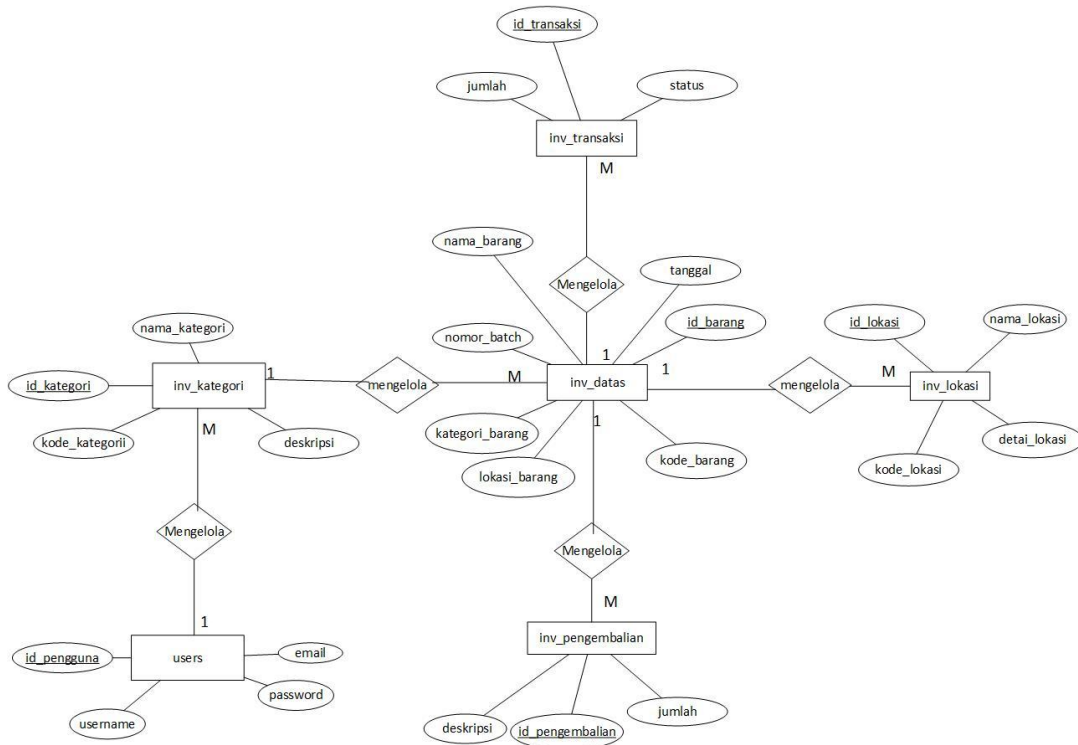 id_transaksi
jumlah
status
inv_transaksi
M
nama_barang
tanggal
Mengelola
id_barang
id_lokasi
nama_lokasi
nama_kategori
nomor_batch
1
id_kategori
inv_kategori
1
mengelola
M
inv_datas
1
mengelola
M
inv_lokasi
M
kode_kategorii
deskripsi
kategori_barang
1
kode_barang
detai_lokasi
lokasi_barang
kode_lokasi
Mengelola
Mengelola
M
1
inv_pengembalian
id_pengguna
users
email
password
username
deskripsi
id_pengembalian
jumlah